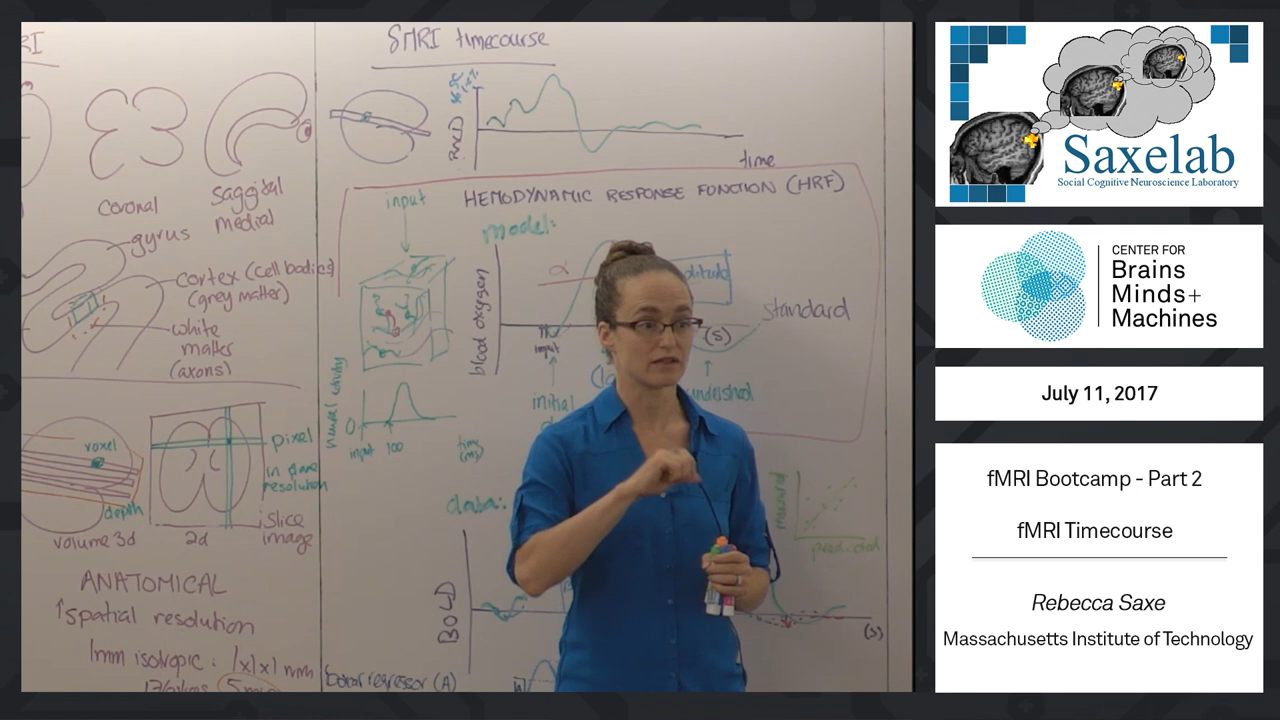 RI
Coronal
Saggital
medial
gyrus
cortex (cell bodies)
(grey matter)
white
matter
(axons)
voxel
depth
volume 3d
pixel
in plane
resolution
slice
image
2d
ANATOMICAL
↑spatial resolution
1mm isotropic: 1x1x1 mm
fMRI timecourse
time
HEMODYNAMIC RESPONSE FUNCTION (HRF)
input
model:
blood oxygen
α
input
initial
(s)
undershoot
standard
neural activity
0
input 100
time
(ms)
data:
BOLD
(s)
measured
predicted
(A)
Saxelab
Social Cognitive Neuroscience Laboratory
CENTER FOR
Brains
Minds+
Machines
July 11, 2017
fMRI Bootcamp - Part 2
fMRI Timecourse
Rebecca Saxe
Massachusetts Institute of Technology